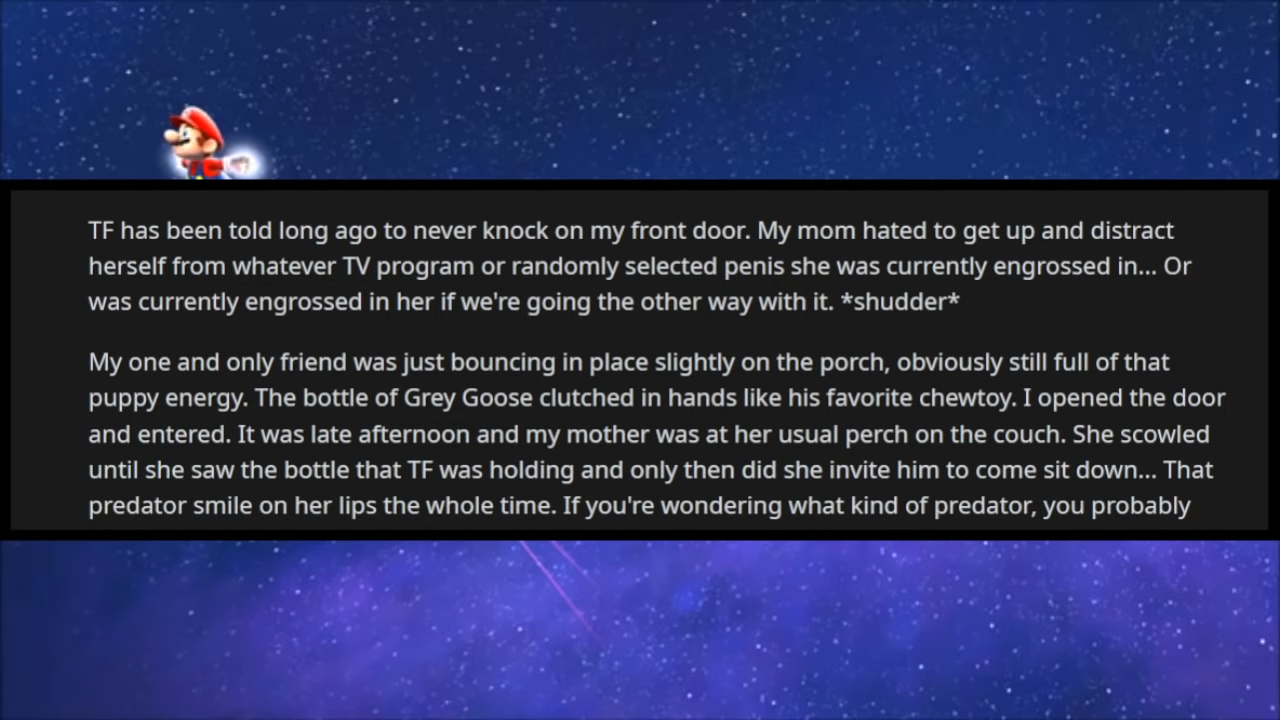 TF has been told long ago to never knock on my front door. My mom hated to get up and distract
herself from whatever TV program or randomly selected penis she was currently engrossed in... Or
was currently engrossed in her if we're going the other way with it. *shudder*
My one and only friend was just bouncing in place slightly on the porch, obviously still full of that
puppy energy. The bottle of Grey Goose clutched in hands like his favorite chewtoy. I opened the door
and entered. It was late afternoon and my mother was at her usual perch on the couch. She scowled
until she saw the bottle that TF was holding and only then did she invite him to come sit down... That
predator smile on her lips the whole time. If you're wondering what kind of predator, you probably